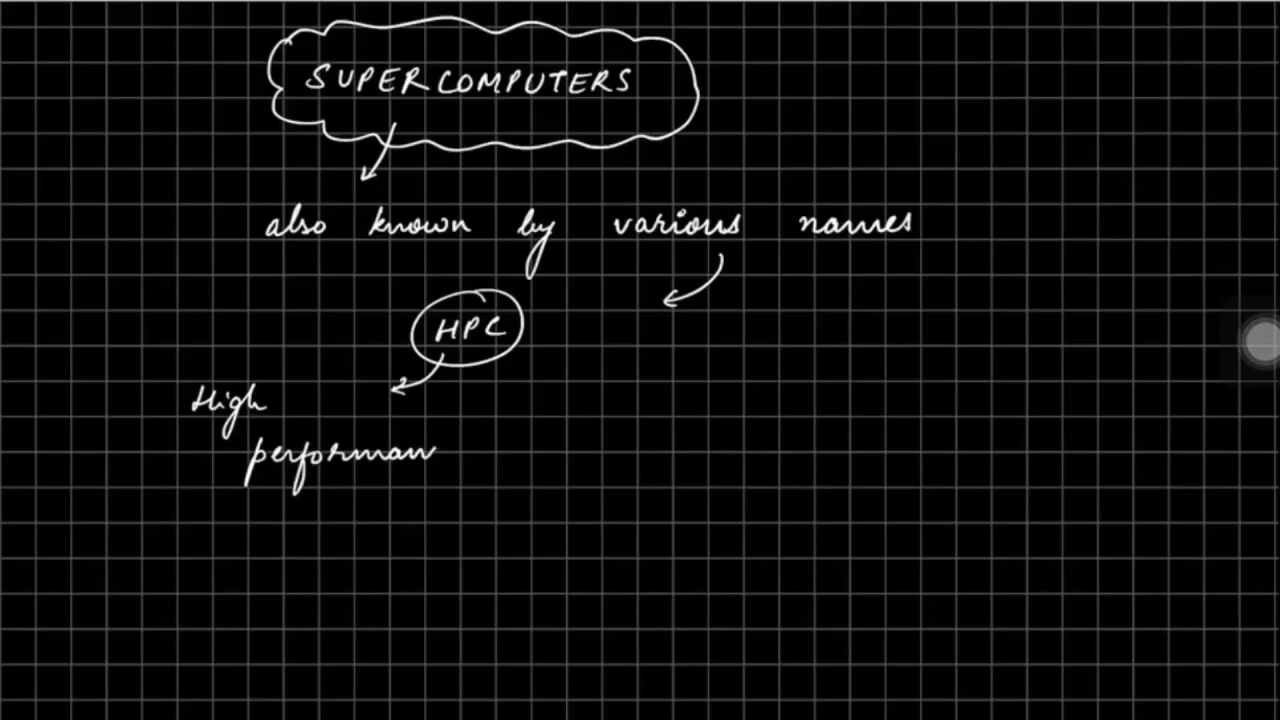 SUPERCOMPUTERS
also known by various names
HPC
High
performan